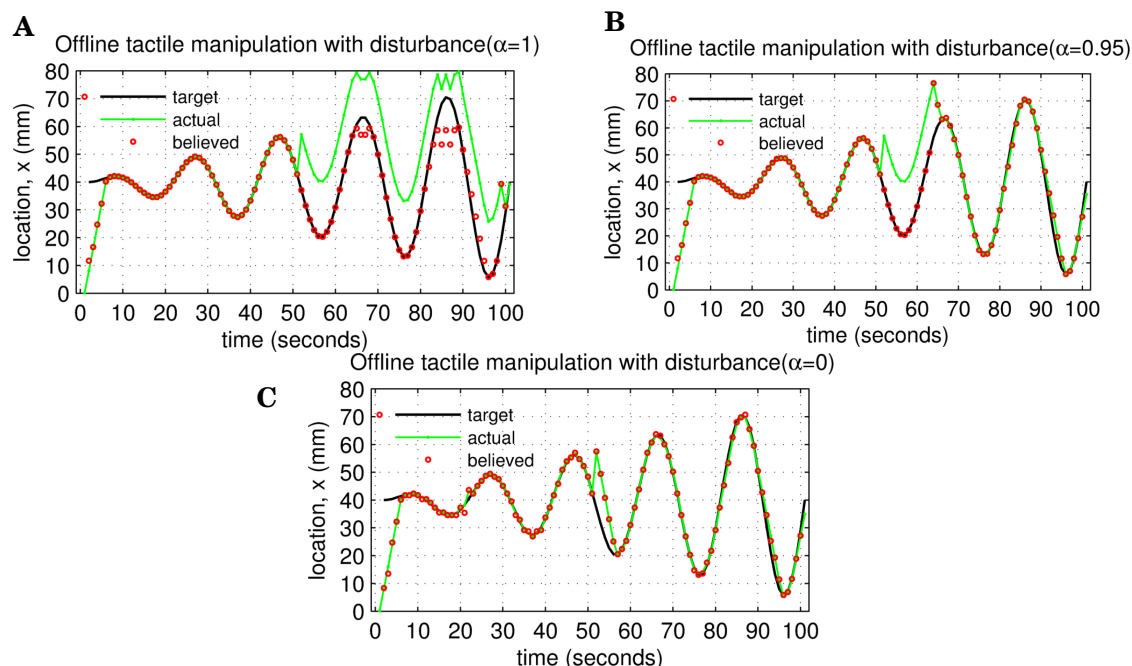 A
Offline tactile manipulation with disturbance(α=1)
80
70
60
50
40
30
20
10
0
location, x (mm)
target
actual
believed
0 10 20 30 40 50 60 70 80 90 100
time (seconds)
B
Offline tactile manipulation with disturbance(α=0.95)
80
70
60
50
40
30
20
10
0
location, x (mm)
target
actual
believed
0 10 20 30 40 50 60 70 80 90 100
time (seconds)
C
Offline tactile manipulation with disturbance(α=0)
80
70
60
50
40
30
20
10
0
location, x (mm)
target
actual
believed
0 10 20 30 40 50 60 70 80 90 100
time (seconds)